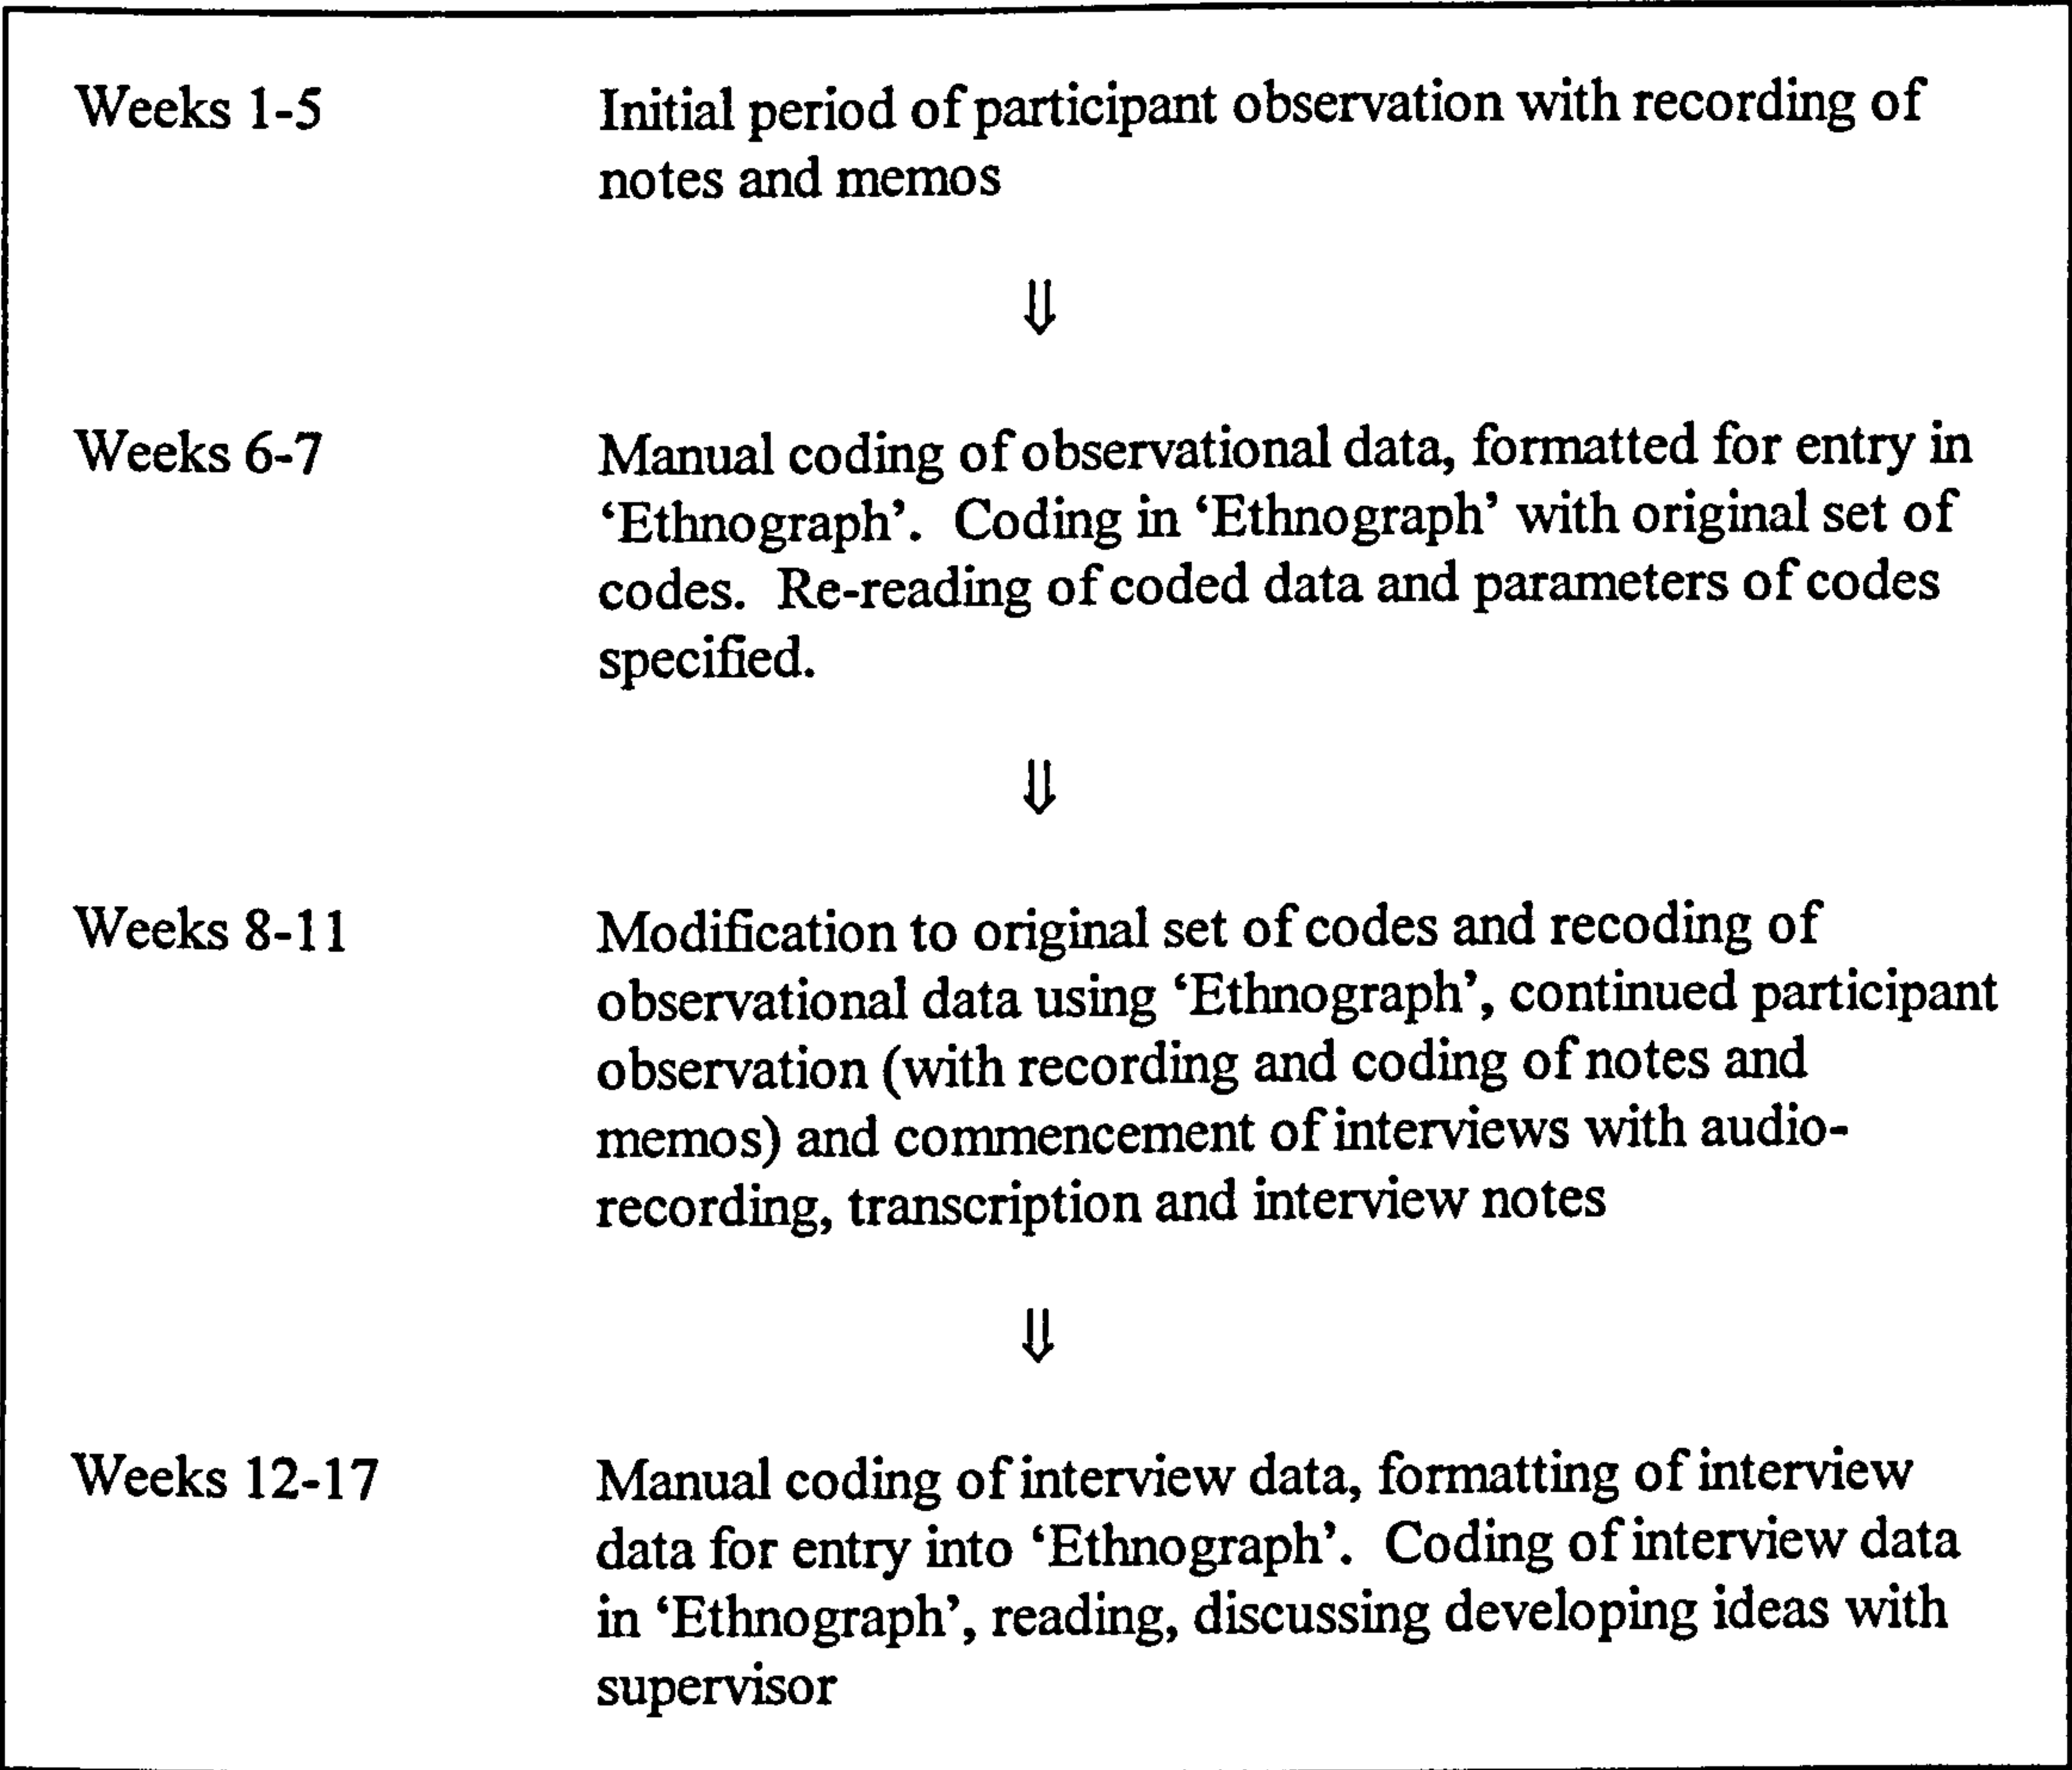 Weeks 1-5 Initial period of participant observation with recording of
notes and memos
⇓
Weeks 6-7 Manual coding of observational data, formatted for entry in
‘Ethnograph’. Coding in ‘Ethnograph’ with original set of
codes. Re-reading of coded data and parameters of codes
specified.
⇓
Weeks 8-11 Modification to original set of codes and recoding of
observational data using ‘Ethnograph’, continued participant
observation (with recording and coding of notes and
memos) and commencement of interviews with audio-
recording, transcription and interview notes
⇓
Weeks 12-17 Manual coding of interview data, formatting of interview
data for entry into ‘Ethnograph’. Coding of interview data
in ‘Ethnograph’, reading, discussing developing ideas with
supervisor